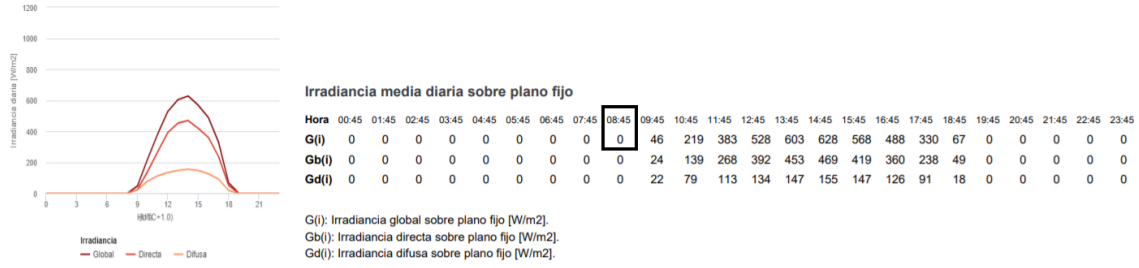 1200
1000
800
600
400
200
0
Irradiancia diaria [W/m2]
0 3 6 9 12 15 18 21
Irradiancia
Global Directa Difusa
Irradiancia media diaria sobre plano fijo
Hora 00:45 01:45 02:45 03:45 04:45 05:45 06:45 07:45 08:45 09:45 10:45 11:45 12:45 13:45 14:45 15:45 16:45 17:45 18:45 19:45 20:45 21:45 22:45 23:45
G(i) 0 0 0 0 0 0 0 0 0 46 219 383 528 603 628 568 488 330 67 0 0 0 0 0
Gb(i) 0 0 0 0 0 0 0 0 0 24 139 268 392 453 469 419 360 238 49 0 0 0 0 0
Gd(i) 0 0 0 0 0 0 0 0 0 22 79 113 134 147 155 147 126 91 18 0 0 0 0 0
G(i): Irradiancia global sobre plano fijo [W/m2].
Gb(i): Irradiancia directa sobre plano fijo [W/m2].
Gd(i): Irradiancia difusa sobre plano fijo [W/m2].